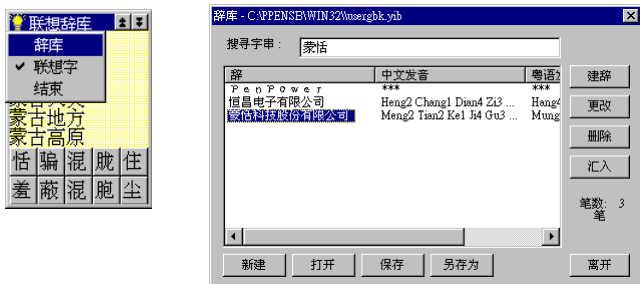 联想辞库
辞库
联想字
结束
蒙古地方
蒙古高原
恬 骗 混 胧 住
羞 蔽 混 胞 尘
辞库 - C:\PPENSB\WIN32\\usergbk.yib
搜寻字串: 蒙恬
辞 中文发音 粤语
ＰｅｎＰｏｗｅｒ *** ***
恒昌电子有限公司 Heng2 Chang1 Dian4 Zi3 ... Hang4
蒙恬科技股份有限公司 Meng2 Tian2 Ke1 Ji4 Gu3 ... Mung
建辞
更改
删除
汇入
笔数: 3
笔
新建 打开 保存 另存为 离开